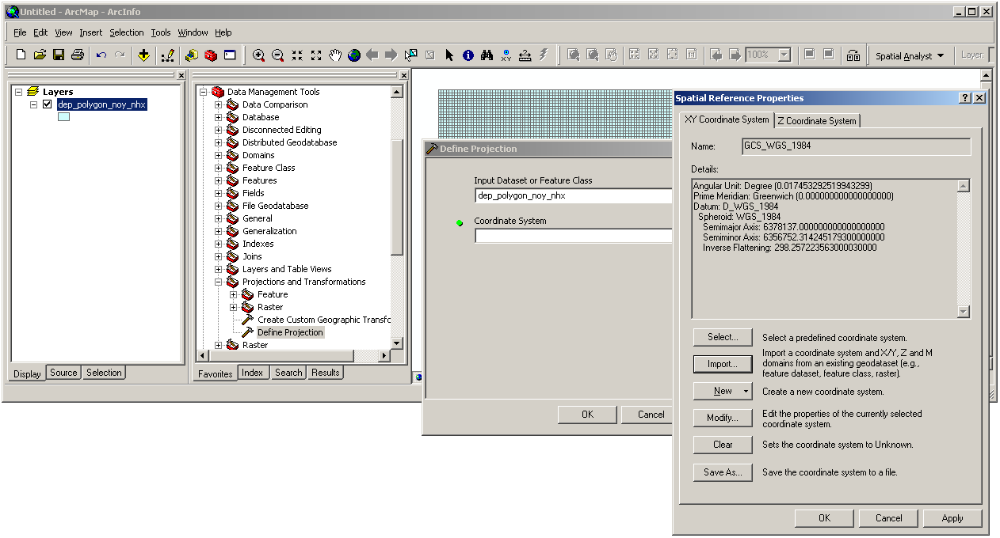 Untitled - ArcMap - ArcInfo
File Edit View Insert Selection Tools Window Help
XY
1:1
100%
Spatial Analyst
Layer:
Layers
dep_polygon_noy_nhx
Display Source Selection
Data Management Tools
Data Comparison
Database
Disconnected Editing
Distributed Geodatabase
Domains
Feature Class
Features
Fields
File Geodatabase
General
Generalization
Indexes
Joins
Layers and Table Views
Projections and Transformations
Feature
Raster
Create Custom Geographic Transfo
Define Projection
Raster
Favorites Index Search Results
Define Projection
Input Dataset or Feature Class
dep_polygon_noy_nhx
Coordinate System
OK Cancel
Spatial Reference Properties
XY Coordinate System Z Coordinate System
Name: GCS_WGS_1984
Details:
Angular Unit: Degree (0.017453292519943299)
Prime Meridian: Greenwich (0.000000000000000000)
Datum: D_WGS_1984
Spheroid: WGS_1984
Semimajor Axis: 6378137.000000000000000000
Semiminor Axis: 6356752.314245179300000000
Inverse Flattening: 298.257223563000030000
Select... Select a predefined coordinate system.
Import... Import a coordinate system and X/Y, Z and M
domains from an existing geodataset (e.g.,
feature dataset, feature class, raster).
New Create a new coordinate system.
Modify... Edit the properties of the currently selected
coordinate system.
Clear Sets the coordinate system to Unknown.
Save As... Save the coordinate system to a file.
OK Cancel Apply